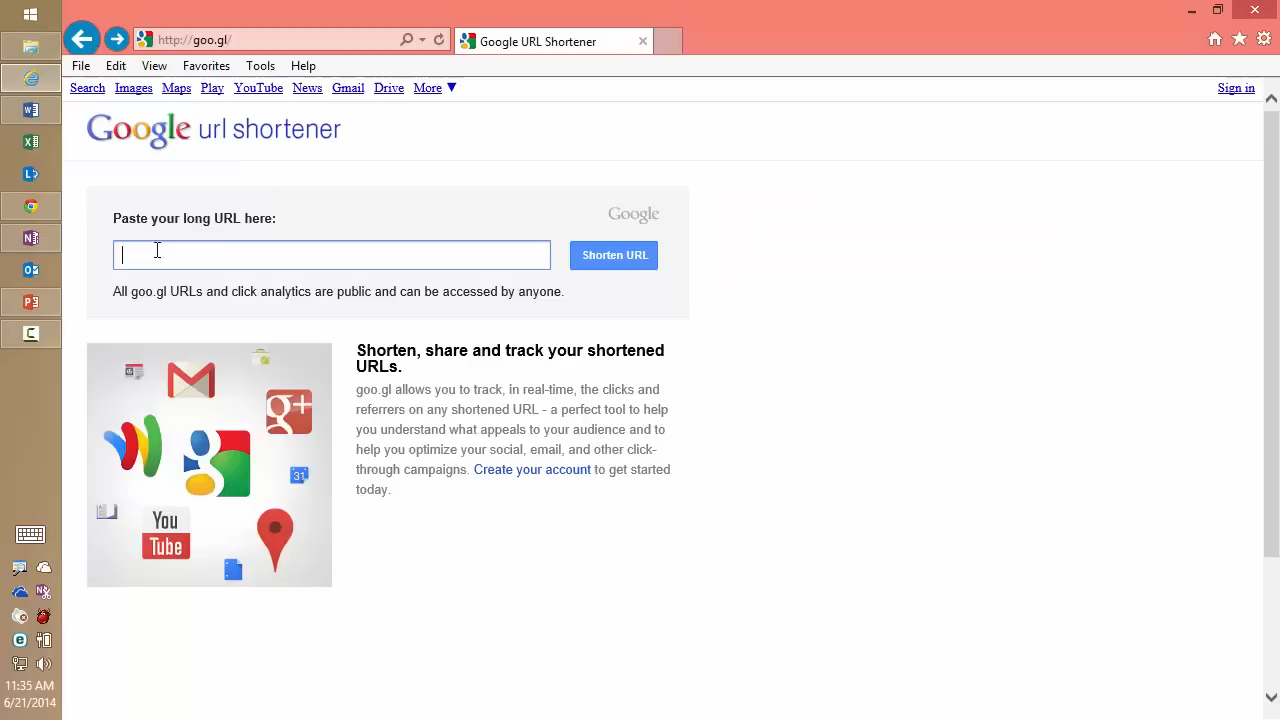 http://goo.gl/
Google URL Shortener
File Edit View Favorites Tools Help
Search Images Maps Play YouTube News Gmail Drive More ▼
Sign in
Google url shortener
Paste your long URL here:
Google
Shorten URL
All goo.gl URLs and click analytics are public and can be accessed by anyone.
Shorten, share and track your shortened
URLs.
goo.gl allows you to track, in real-time, the clicks and
referrers on any shortened URL - a perfect tool to help
you understand what appeals to your audience and to
help you optimize your social, email, and other click-
through campaigns. Create your account to get started
today.
g+
31
You
Tube
11:35 AM
6/21/2014